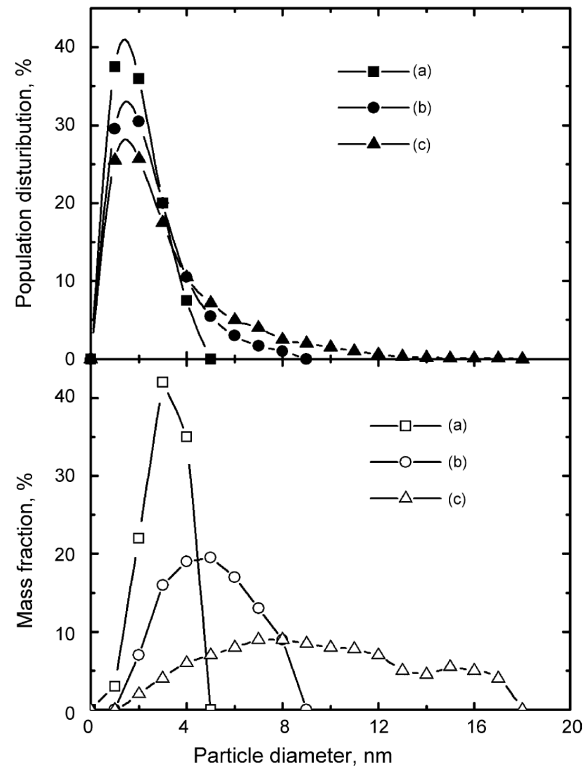 Population disturibution, %
40
30
20
10
0
(a)
(b)
(c)
Mass fraction, %
40
30
20
10
0
(a)
(b)
(c)
0 4 8 12 16 20
Particle diameter, nm